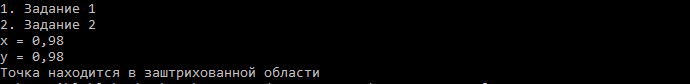 1. Задание 1
2. Задание 2
x = 0,98
y = 0,98
Точка находится в заштрихованной области